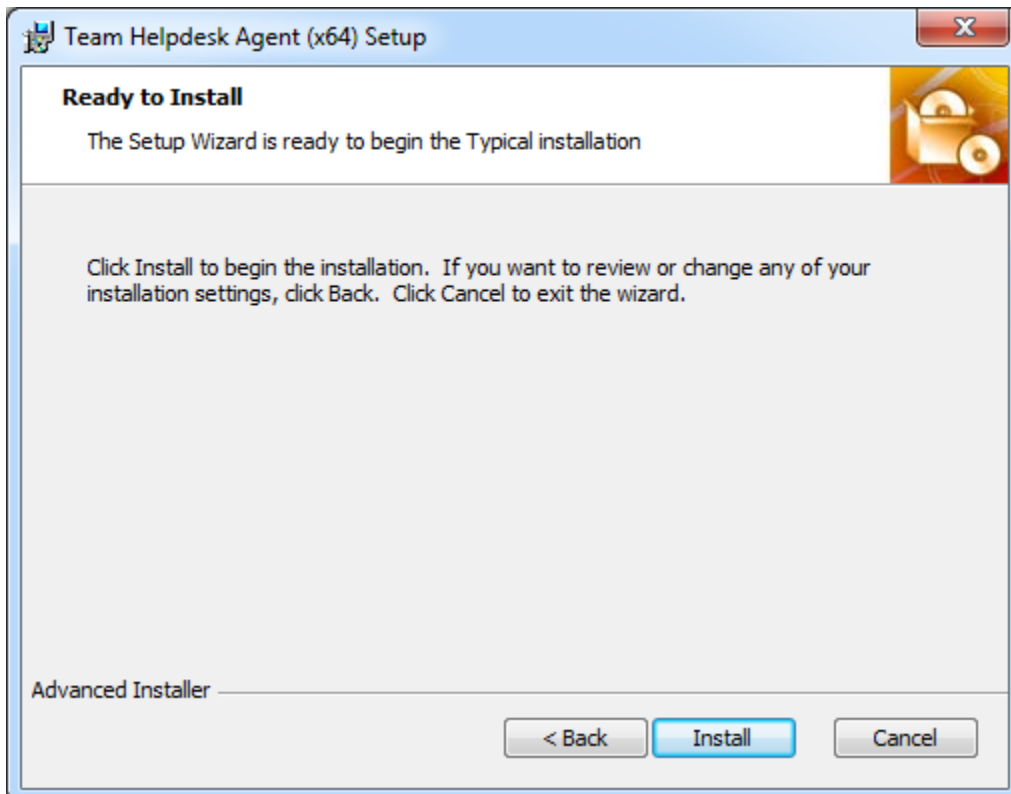 Team Helpdesk Agent (x64) Setup
Ready to Install
The Setup Wizard is ready to begin the Typical installation
Click Install to begin the installation.  If you want to review or change any of your
installation settings, click Back.  Click Cancel to exit the wizard.
Advanced Installer
< Back Install Cancel